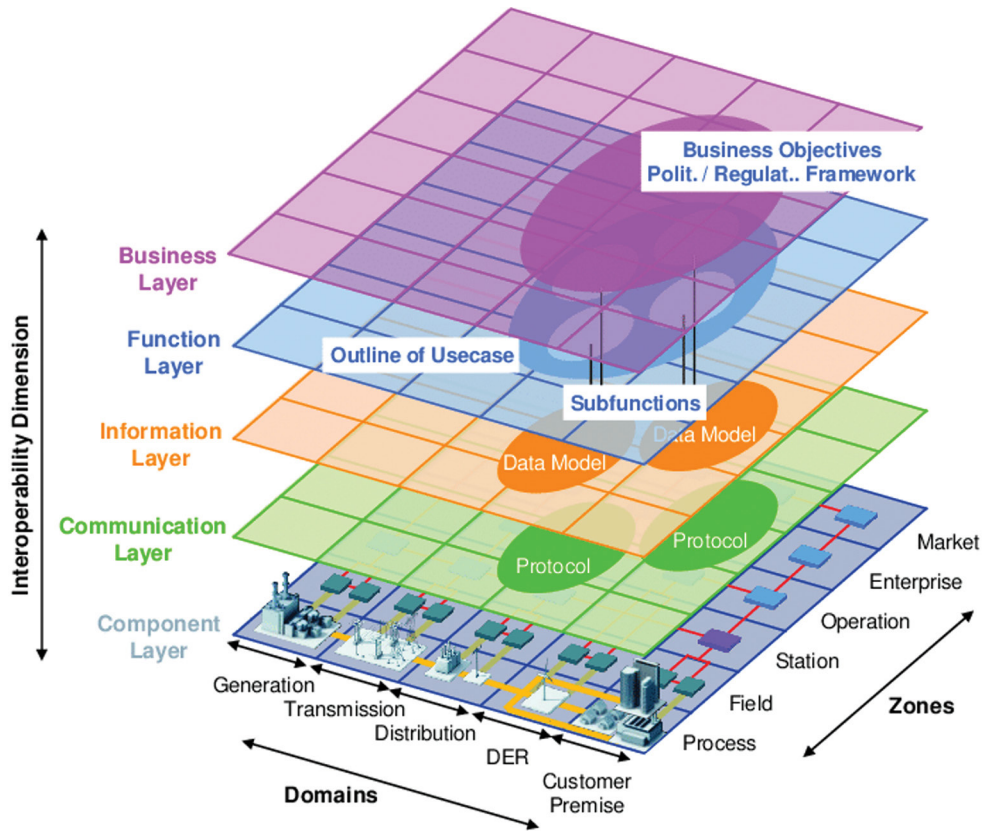 Business Objectives
Polit. / Regulat.. Framework
Business
Layer
Function
Layer
Outline of Usecase
Subfunctions
Information
Layer
Data Model
Data Model
Communication
Layer
Protocol
Protocol
Component
Layer
Interoperability Dimension
Generation
Transmission
Distribution
DER
Customer
Premise
Domains
Market
Enterprise
Operation
Station
Field
Process
Zones